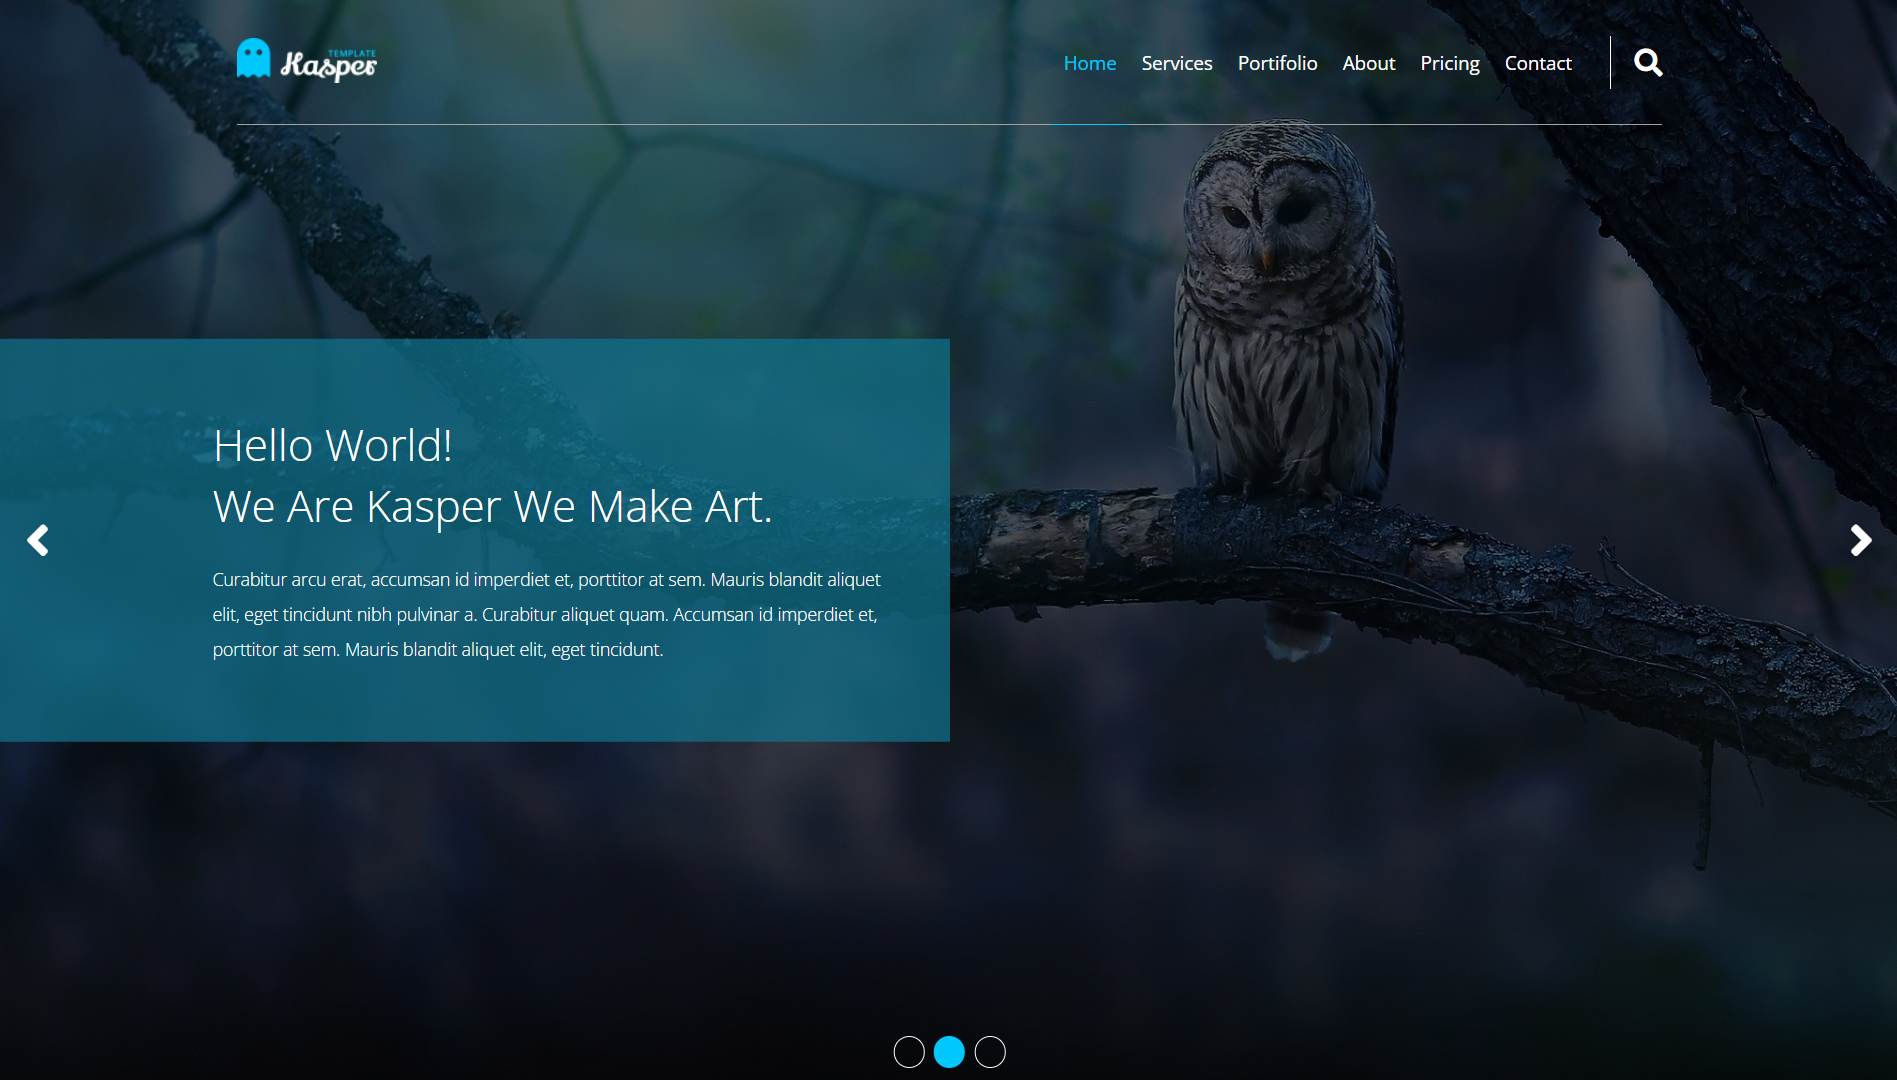 TEMPLATE
Kasper
Home Services Portifolio About Pricing Contact
Hello World!
We Are Kasper We Make Art.
Curabitur arcu erat, accumsan id imperdiet et, porttitor at sem. Mauris blandit aliquet
elit, eget tincidunt nibh pulvinar a. Curabitur aliquet quam. Accumsan id imperdiet et,
porttitor at sem. Mauris blandit aliquet elit, eget tincidunt.